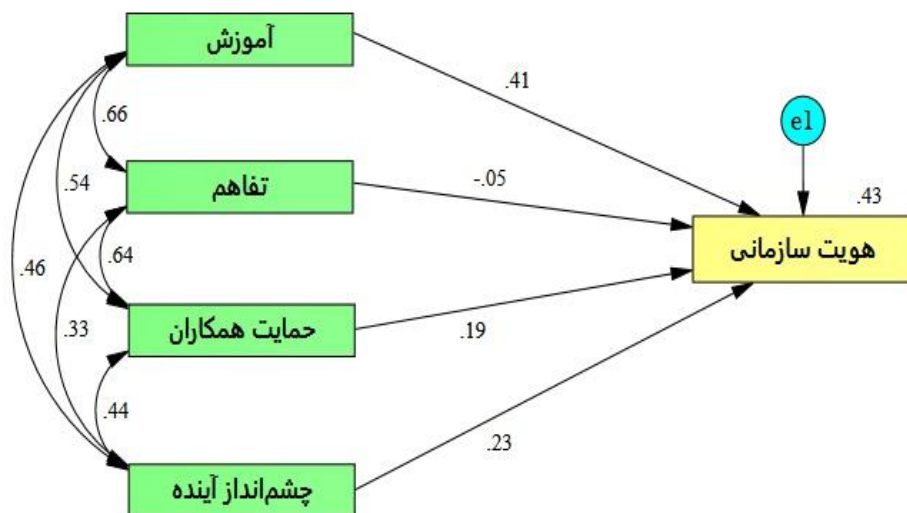 آموزش
.41
.66
e1
تفاهم
-.05
.43
.54
هویت سازمانی
.64
.46
حمایت همکاران
.19
.33
.44
.23
چشم‌انداز آینده